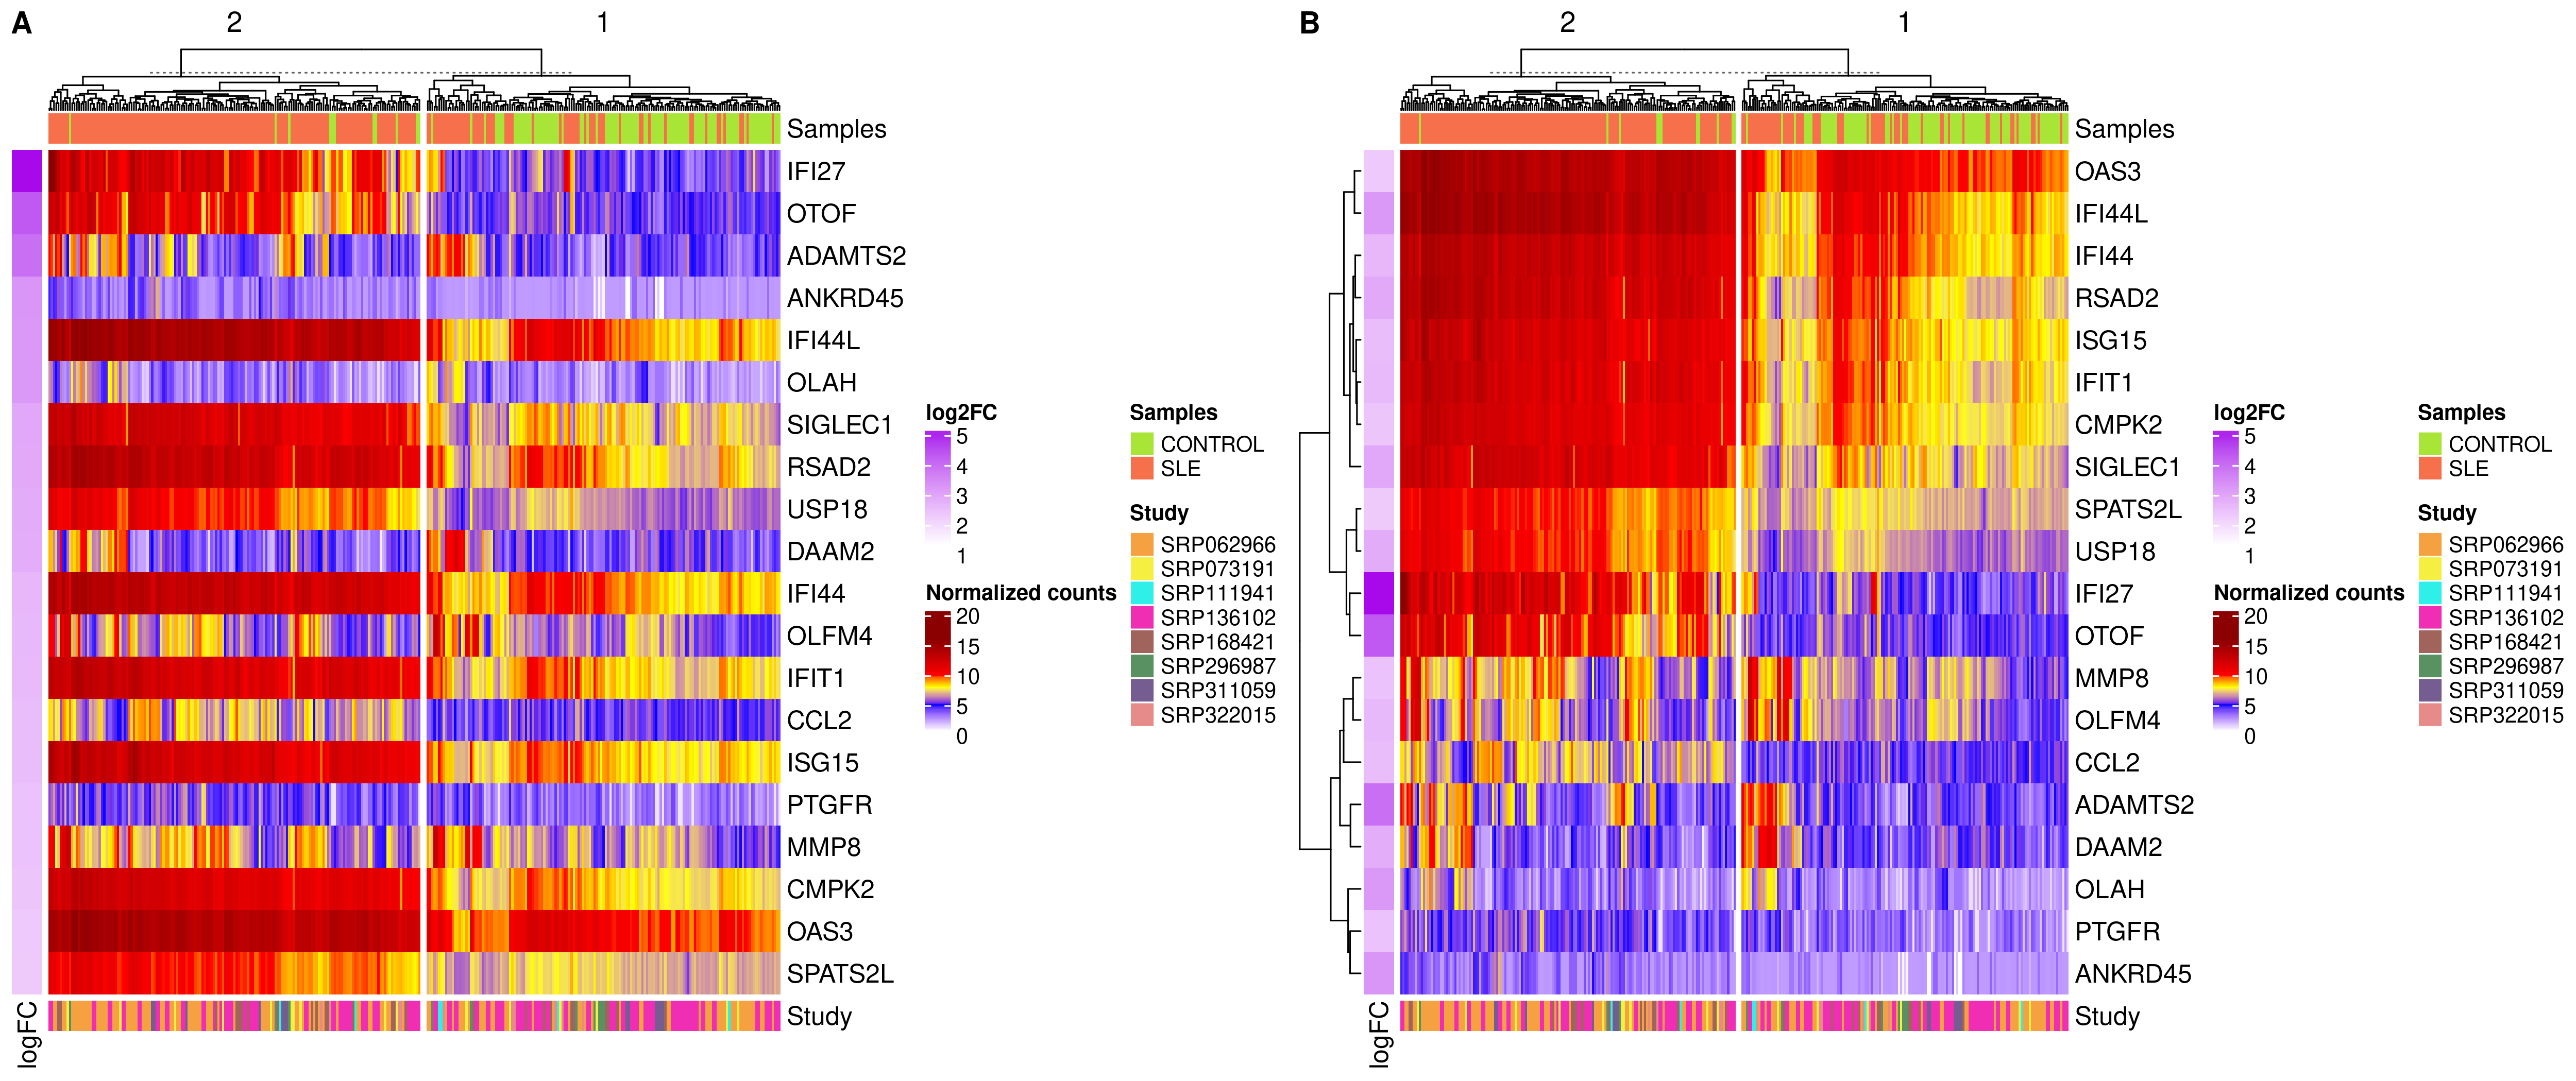 A
2
1
Samples
IFI27
OTOF
ADAMTS2
ANKRD45
IFI44L
OLAH
SIGLEC1
RSAD2
USP18
DAAM2
IFI44
OLFM4
IFIT1
CCL2
ISG15
PTGFR
MMP8
CMPK2
OAS3
SPATS2L
Study
logFC
log2FC
5
4
3
2
1
Normalized counts
20
15
10
5
0
Samples
CONTROL
SLE
Study
SRP062966
SRP073191
SRP111941
SRP136102
SRP168421
SRP296987
SRP311059
SRP322015
B
2
1
Samples
OAS3
IFI44L
IFI44
RSAD2
ISG15
IFIT1
CMPK2
SIGLEC1
SPATS2L
USP18
IFI27
OTOF
MMP8
OLFM4
CCL2
ADAMTS2
DAAM2
OLAH
PTGFR
ANKRD45
Study
logFC
log2FC
5
4
3
2
1
Normalized counts
20
15
10
5
0
Samples
CONTROL
SLE
Study
SRP062966
SRP073191
SRP111941
SRP136102
SRP168421
SRP296987
SRP311059
SRP322015